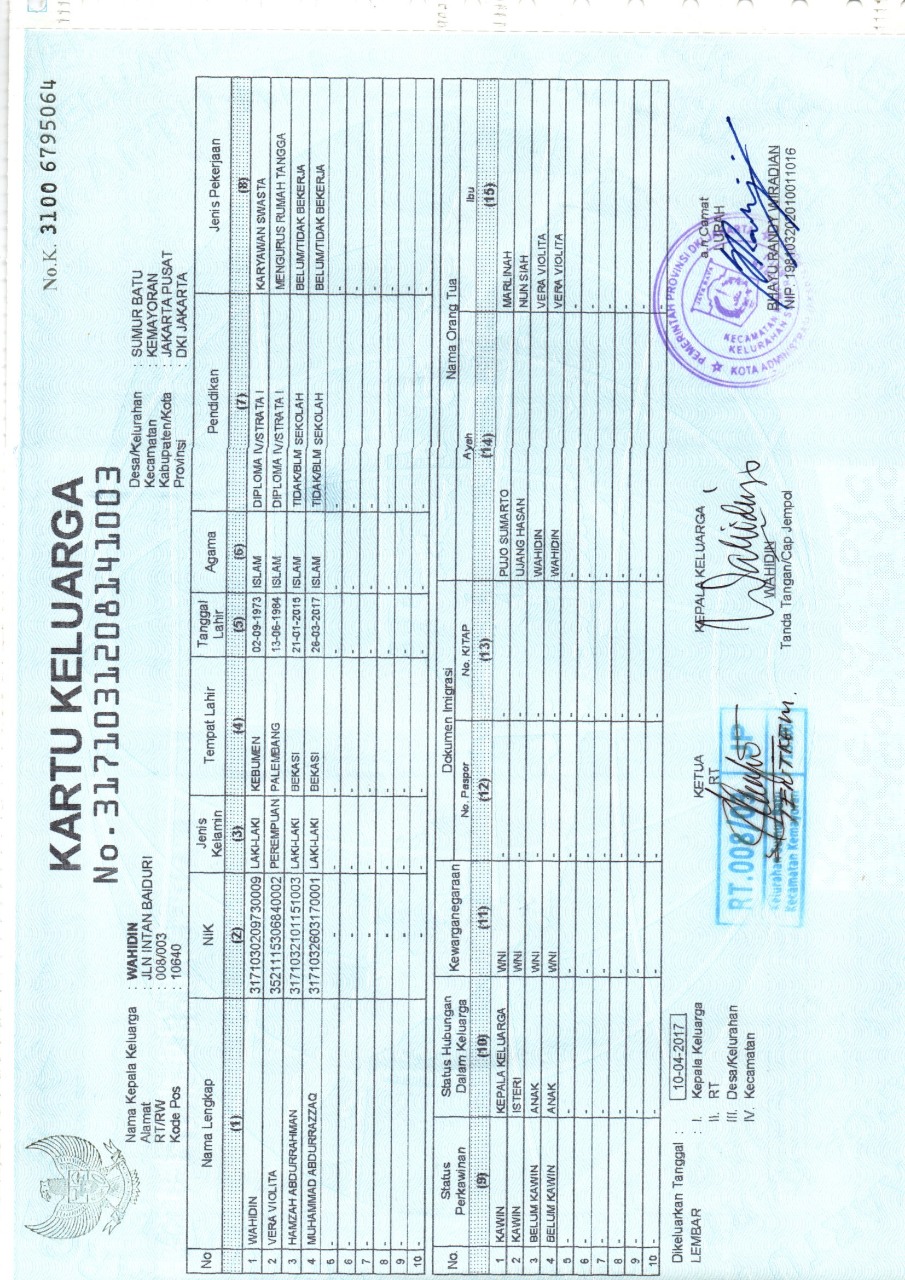 No.K. 3100 6795064
KARTU KELUARGA
No. 3171031208141003
Nama Kepala Keluarga : WAHIDIN
Alamat : JLN INTAN BAIDURI
RT/RW : 008/003
Kode Pos : 10640
Desa/Kelurahan : SUMUR BATU
Kecamatan : KEMAYORAN
Kabupaten/Kota : JAKARTA PUSAT
Provinsi : DKI JAKARTA
No Nama Lengkap NIK Jenis Kelamin Tempat Lahir Tanggal Lahir Agama Pendidikan Jenis Pekerjaan
(1) (2) (3) (4) (5) (6) (7) (8)
1 WAHIDIN 3171030209730009 LAKI-LAKI KEBUMEN 02-09-1973 ISLAM DIPLOMA IV/STRATA I KARYAWAN SWASTA
2 VERA VIOLITA 3521115306840002 PEREMPUAN PALEMBANG 13-06-1984 ISLAM DIPLOMA IV/STRATA I MENGURUS RUMAH TANGGA
3 HAMZAH ABDURRAHMAN 3171032101151003 LAKI-LAKI BEKASI 21-01-2015 ISLAM TIDAK/BLM SEKOLAH BELUM/TIDAK BEKERJA
4 MUHAMMAD ABDURRAZZAQ 3171032603170001 LAKI-LAKI BEKASI 26-03-2017 ISLAM TIDAK/BLM SEKOLAH BELUM/TIDAK BEKERJA
5 - - - - - - - -
6 - - - - - - - -
7 - - - - - - - -
8 - - - - - - - -
9 - - - - - - - -
10 - - - - - - - -
No. Status Perkawinan Status Hubungan Dalam Keluarga Kewarganegaraan Dokumen Imigrasi Nama Orang Tua
No. Paspor No. KITAP Ayah Ibu
(9) (10) (11) (12) (13) (14) (15)
1 KAWIN KEPALA KELUARGA WNI - - PUJO SUMARTO MARLINAH
2 KAWIN ISTERI WNI - - UJANG HASAN NUN SIAH
3 BELUM KAWIN ANAK WNI - - WAHIDIN VERA VIOLITA
4 BELUM KAWIN ANAK WNI - - WAHIDIN VERA VIOLITA
5 - - - - - - -
6 - - - - - - -
7 - - - - - - -
8 - - - - - - -
9 - - - - - - -
10 - - - - - - -
Dikeluarkan Tanggal : 10-04-2017
LEMBAR : I. Kepala Keluarga
II. RT
III. Desa/Kelurahan
IV. Kecamatan
KETUA
RT
RT.008/
Kelurahan
Kecamatan Kemayoran
KEPALA KELUARGA
WAHIDIN
Tanda Tangan/Cap Jempol
a.n Camat
LURAH
PEMERINTAH PROVINSI DKI
KECAMATAN
KELURAHAN
KOTA ADMINISTRASI
BHAYU RANDY WIRADIAN
NIP.